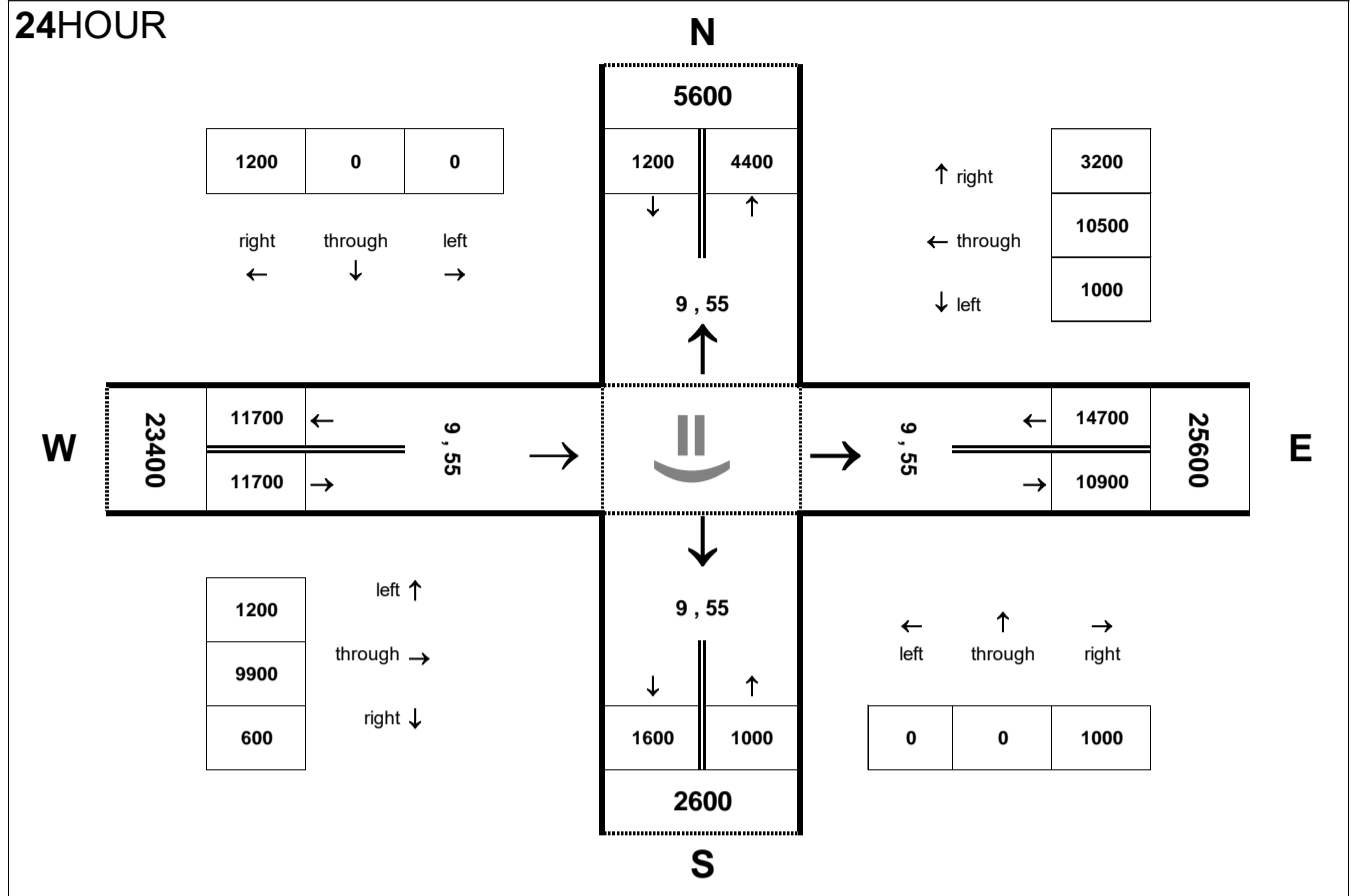 24HOUR
N
5600
1200 0 0
1200 4400
↑ right 3200
← through 10500
↓ left 1000
right through left
← ↓ →
↓ ↑
9 , 55
↑
W
23400
11700 ←
11700 →
9 , 55
→
→
9 , 55
← 14700
→ 10900
25600
E
↓
9 , 55
left ↑ 1200
through → 9900
right ↓ 600
← ↑ →
left through right
↓ ↑
1600 1000
0 0 1000
2600
S